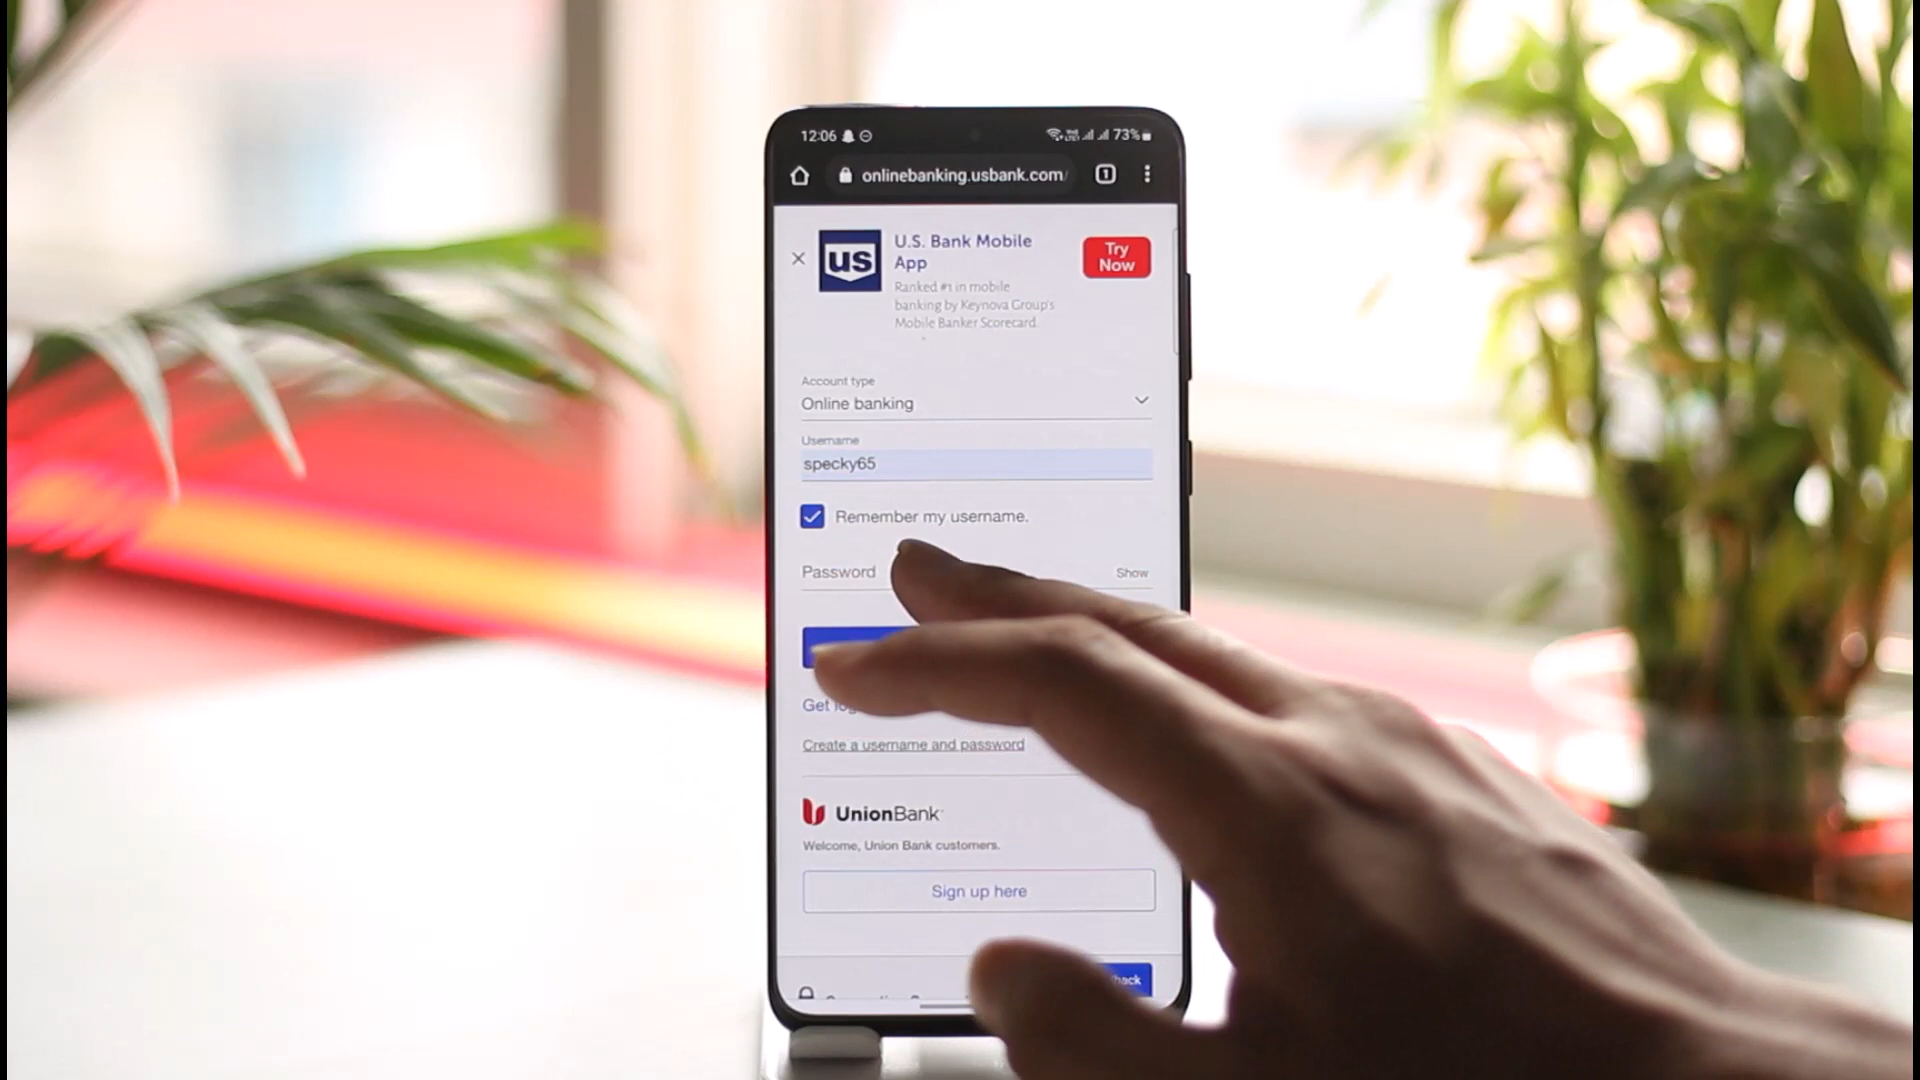 12:06 73%
onlinebanking.usbank.com/ 1
us
U.S. Bank Mobile
App
Try
Now
Ranked #1 in mobile
banking by Keynova Group's
Mobile Banker Scorecard.
Account type
Online banking
Username
specky65
Remember my username.
Password Show
Get
Create a username and password
UnionBank
Welcome, Union Bank customers.
Sign up here